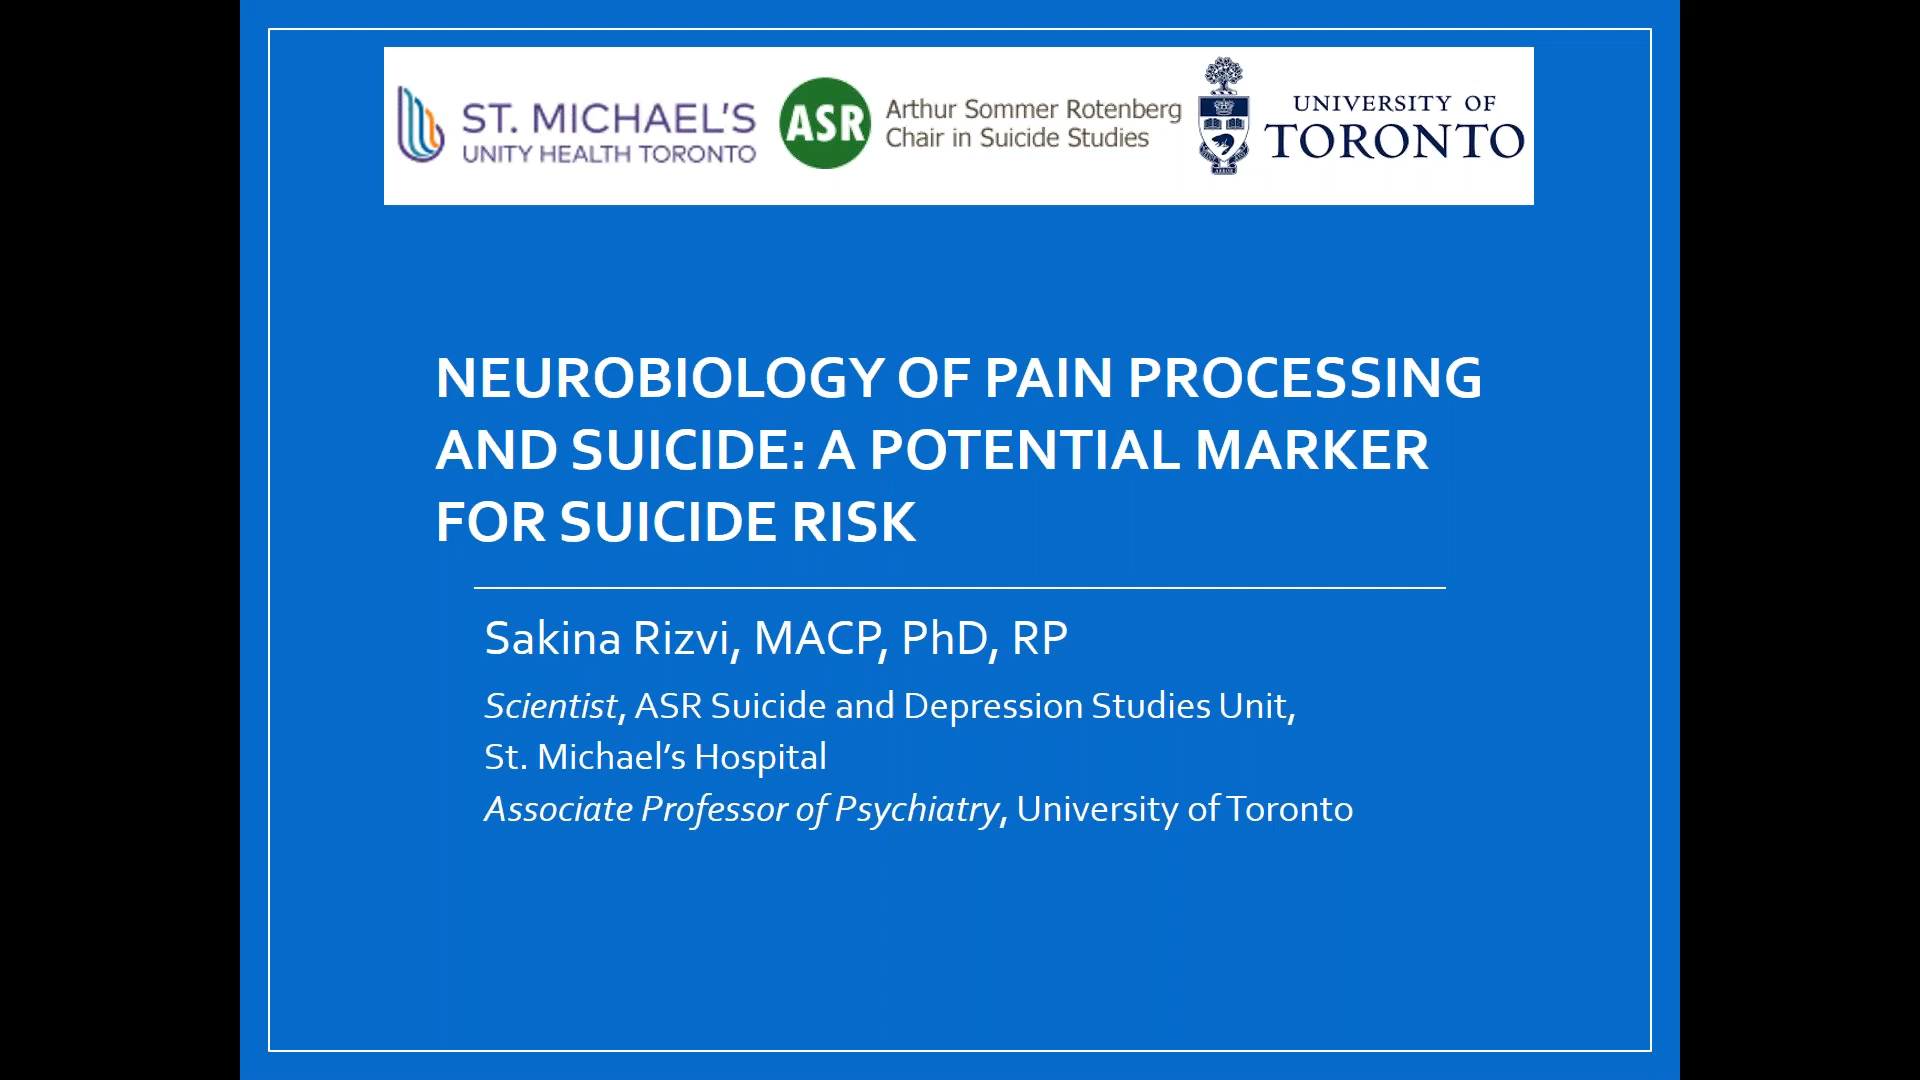 ST. MICHAEL'S
UNITY HEALTH TORONTO
ASR
Arthur Sommer Rotenberg
Chair in Suicide Studies
UNIVERSITY OF
TORONTO
NEUROBIOLOGY OF PAIN PROCESSING
AND SUICIDE: A POTENTIAL MARKER
FOR SUICIDE RISK
Sakina Rizvi, MACP, PhD, RP
Scientist, ASR Suicide and Depression Studies Unit,
St. Michael’s Hospital
Associate Professor of Psychiatry, University of Toronto